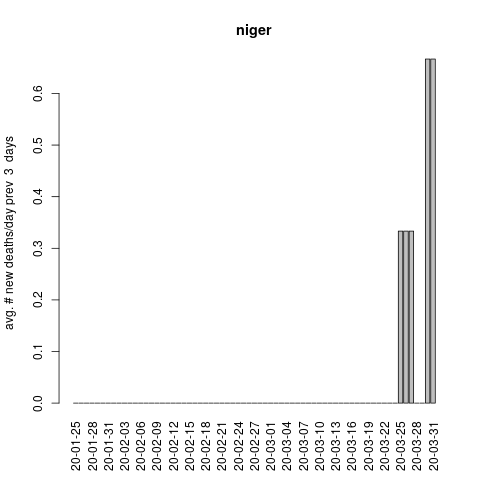 niger
avg. # new deaths/day prev 3 days
0.0 0.1 0.2 0.3 0.4 0.5 0.6
20-01-25 20-01-28 20-01-31 20-02-03 20-02-06 20-02-09 20-02-12 20-02-15 20-02-18 20-02-21 20-02-24 20-02-27 20-03-01 20-03-04 20-03-07 20-03-10 20-03-13 20-03-16 20-03-19 20-03-22 20-03-25 20-03-28 20-03-31